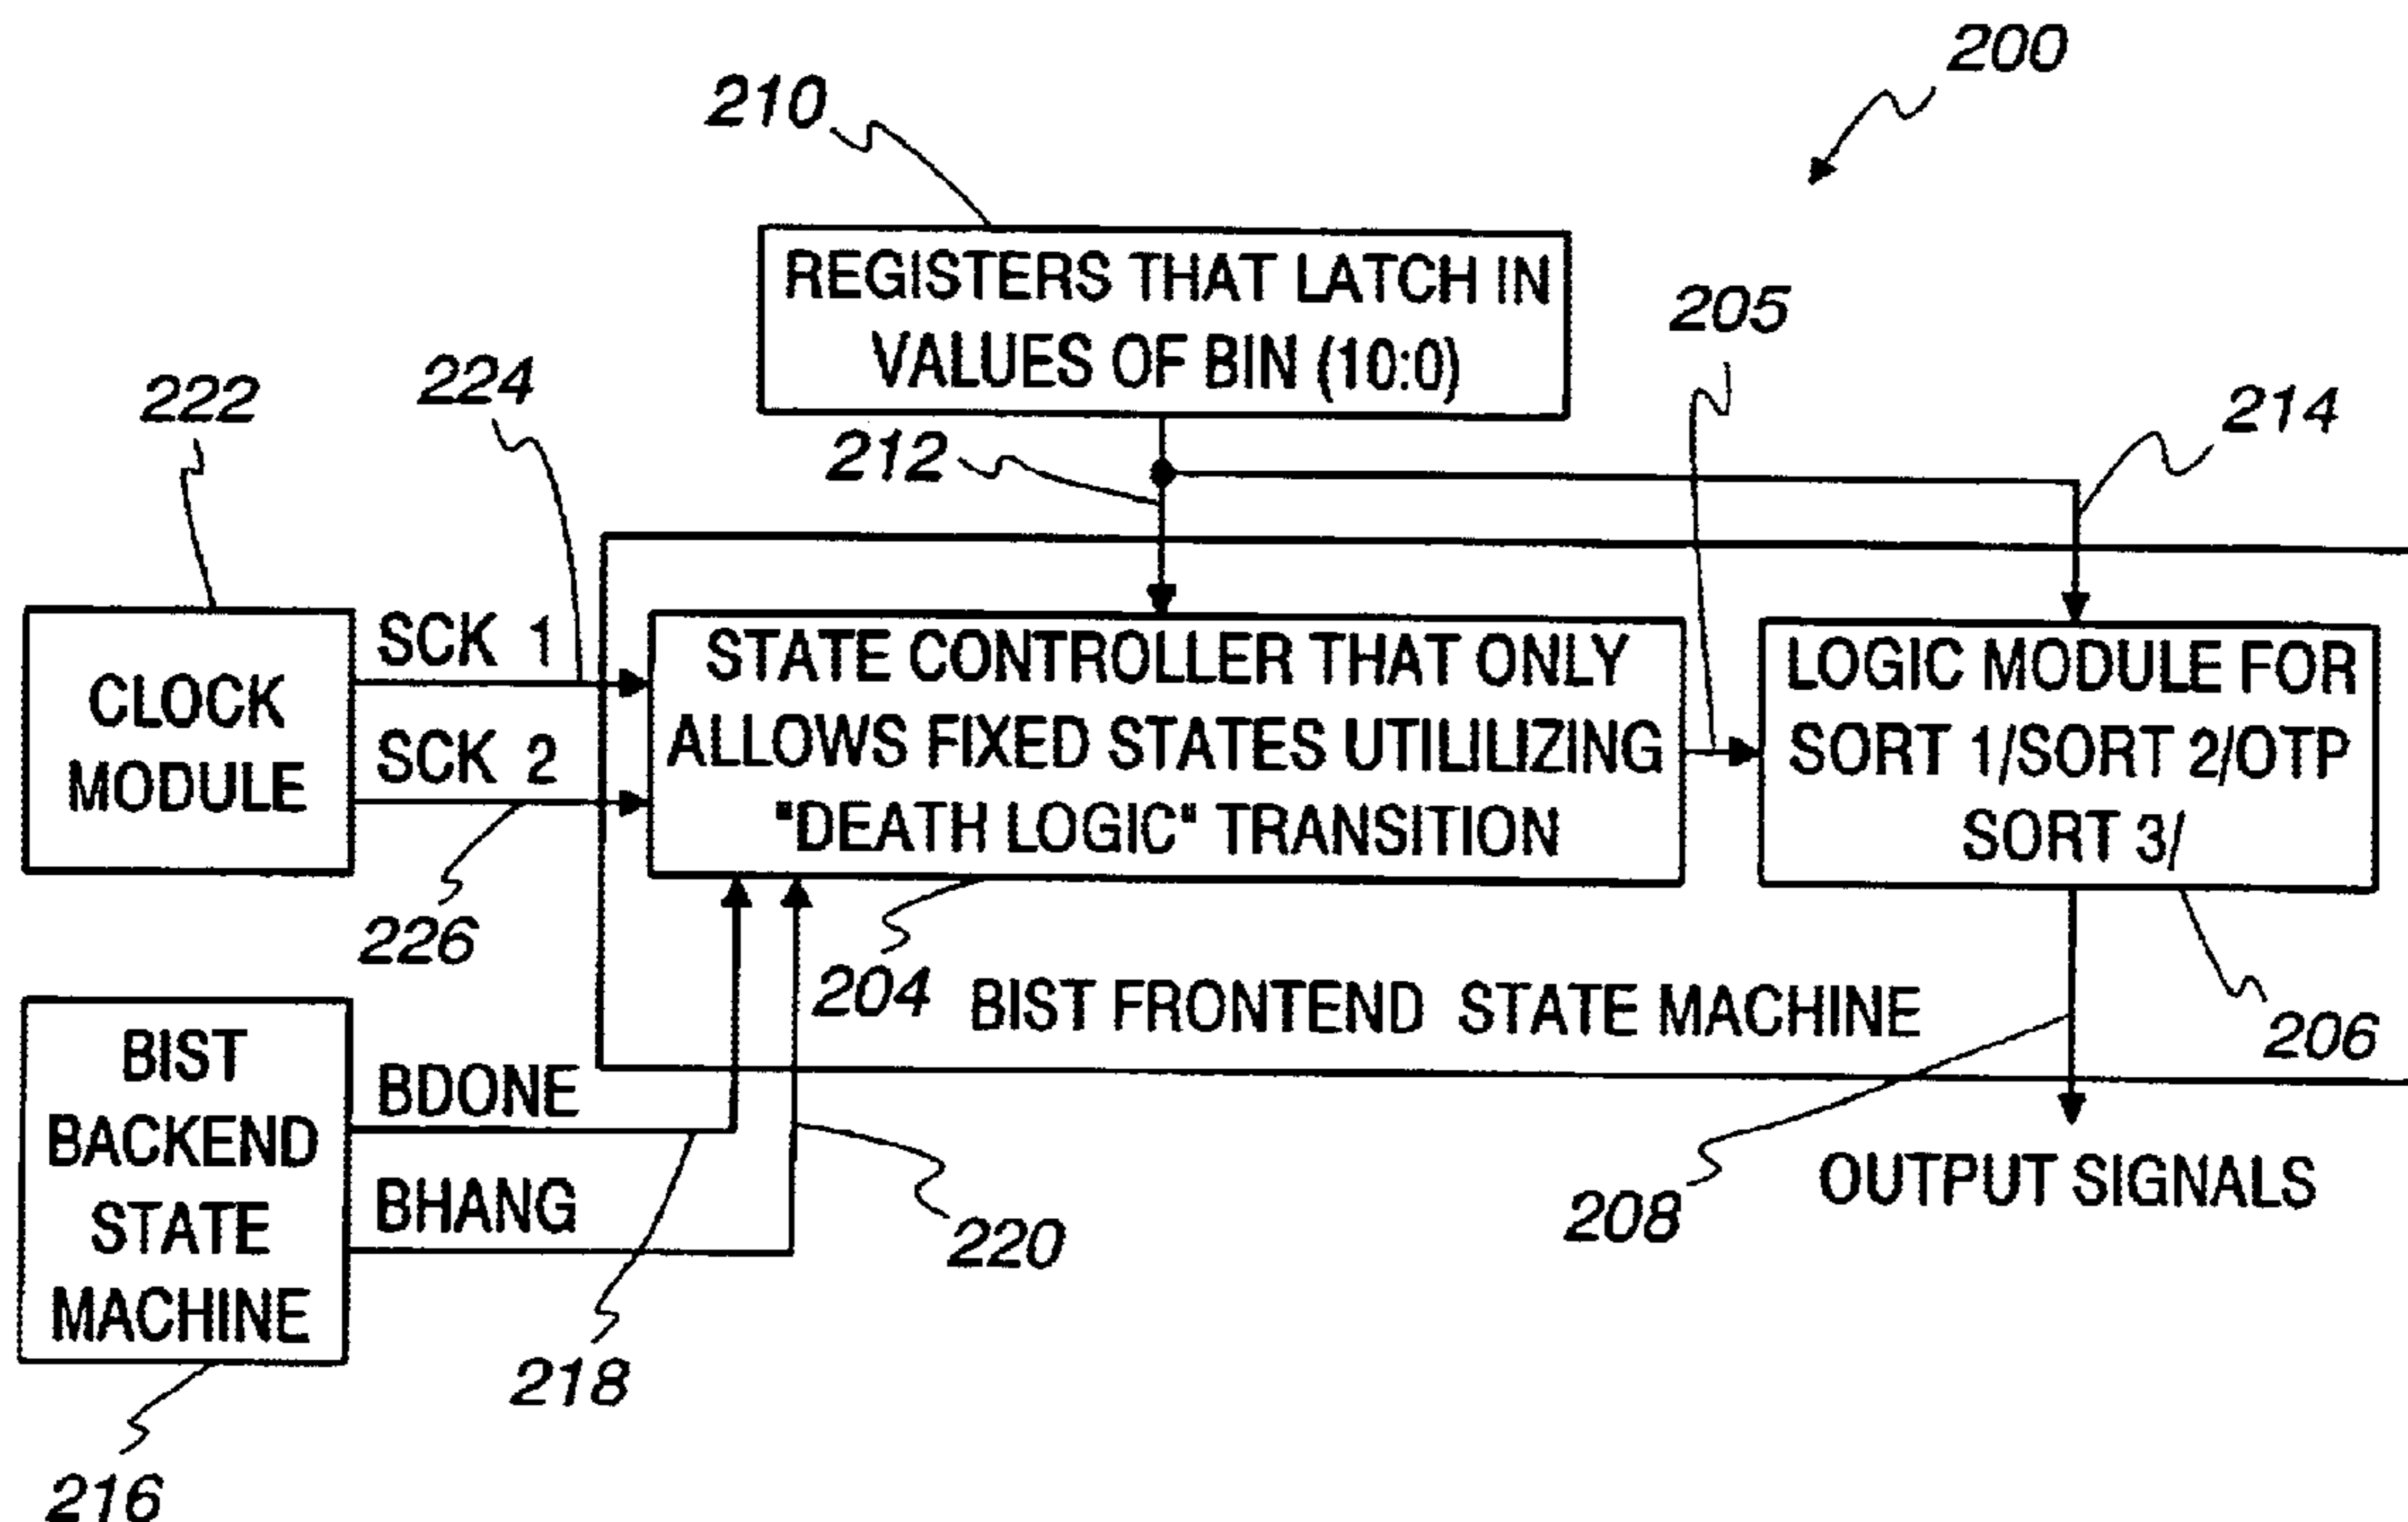 200
210
REGISTERS THAT LATCH IN
VALUES OF BIN (10:0)
205
222
224
212
214
CLOCK
MODULE
SCK 1
SCK 2
226
STATE CONTROLLER THAT ONLY
ALLOWS FIXED STATES UTILILIZING
"DEATH LOGIC" TRANSITION
LOGIC MODULE FOR
SORT 1/SORT 2/OTP
SORT 3/
204
BIST FRONTEND STATE MACHINE
206
BIST
BACKEND
STATE
MACHINE
BDONE
BHANG
218
220
208
OUTPUT SIGNALS
216